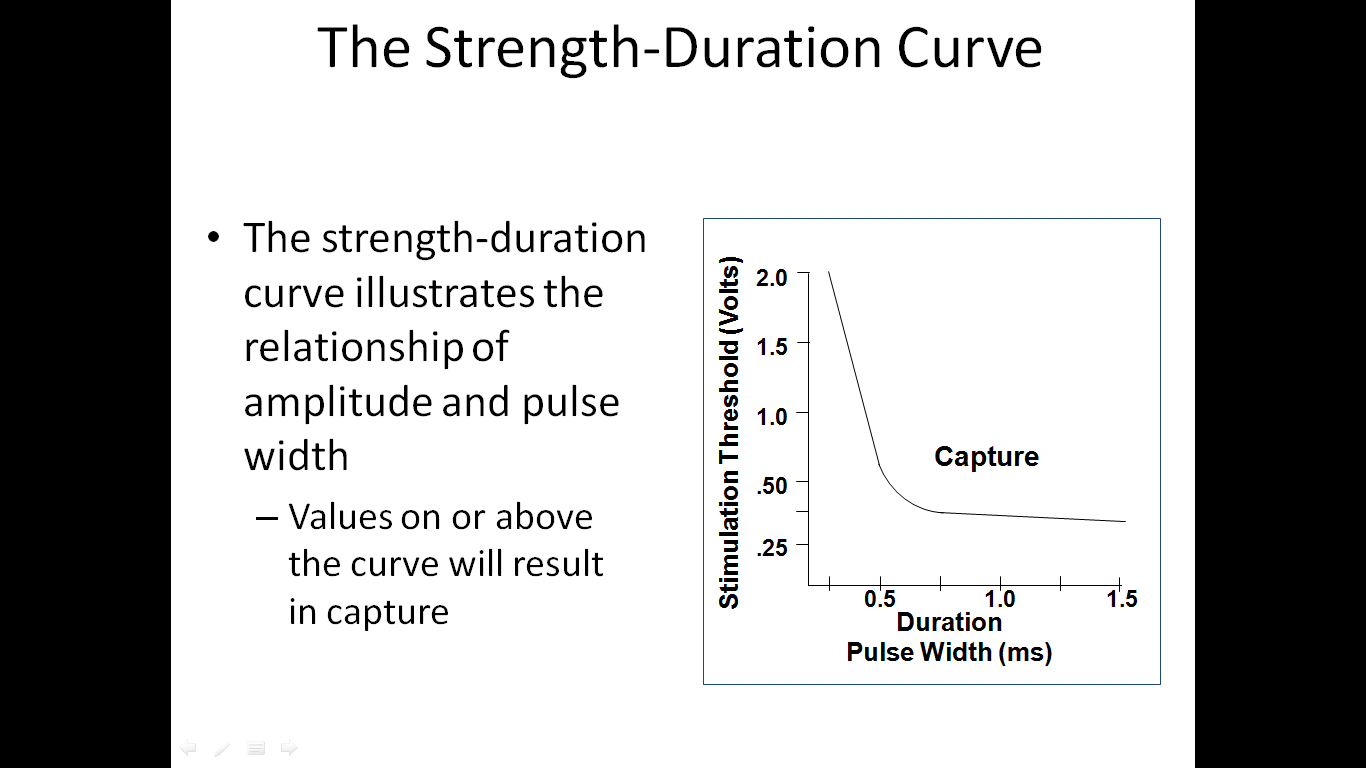 The Strength-Duration Curve
• The strength-duration
curve illustrates the
relationship of
amplitude and pulse
width
– Values on or above
the curve will result
in capture
Stimulation Threshold (Volts)
2.0
1.5
1.0
.50
.25
Capture
0.5 1.0 1.5
Duration
Pulse Width (ms)